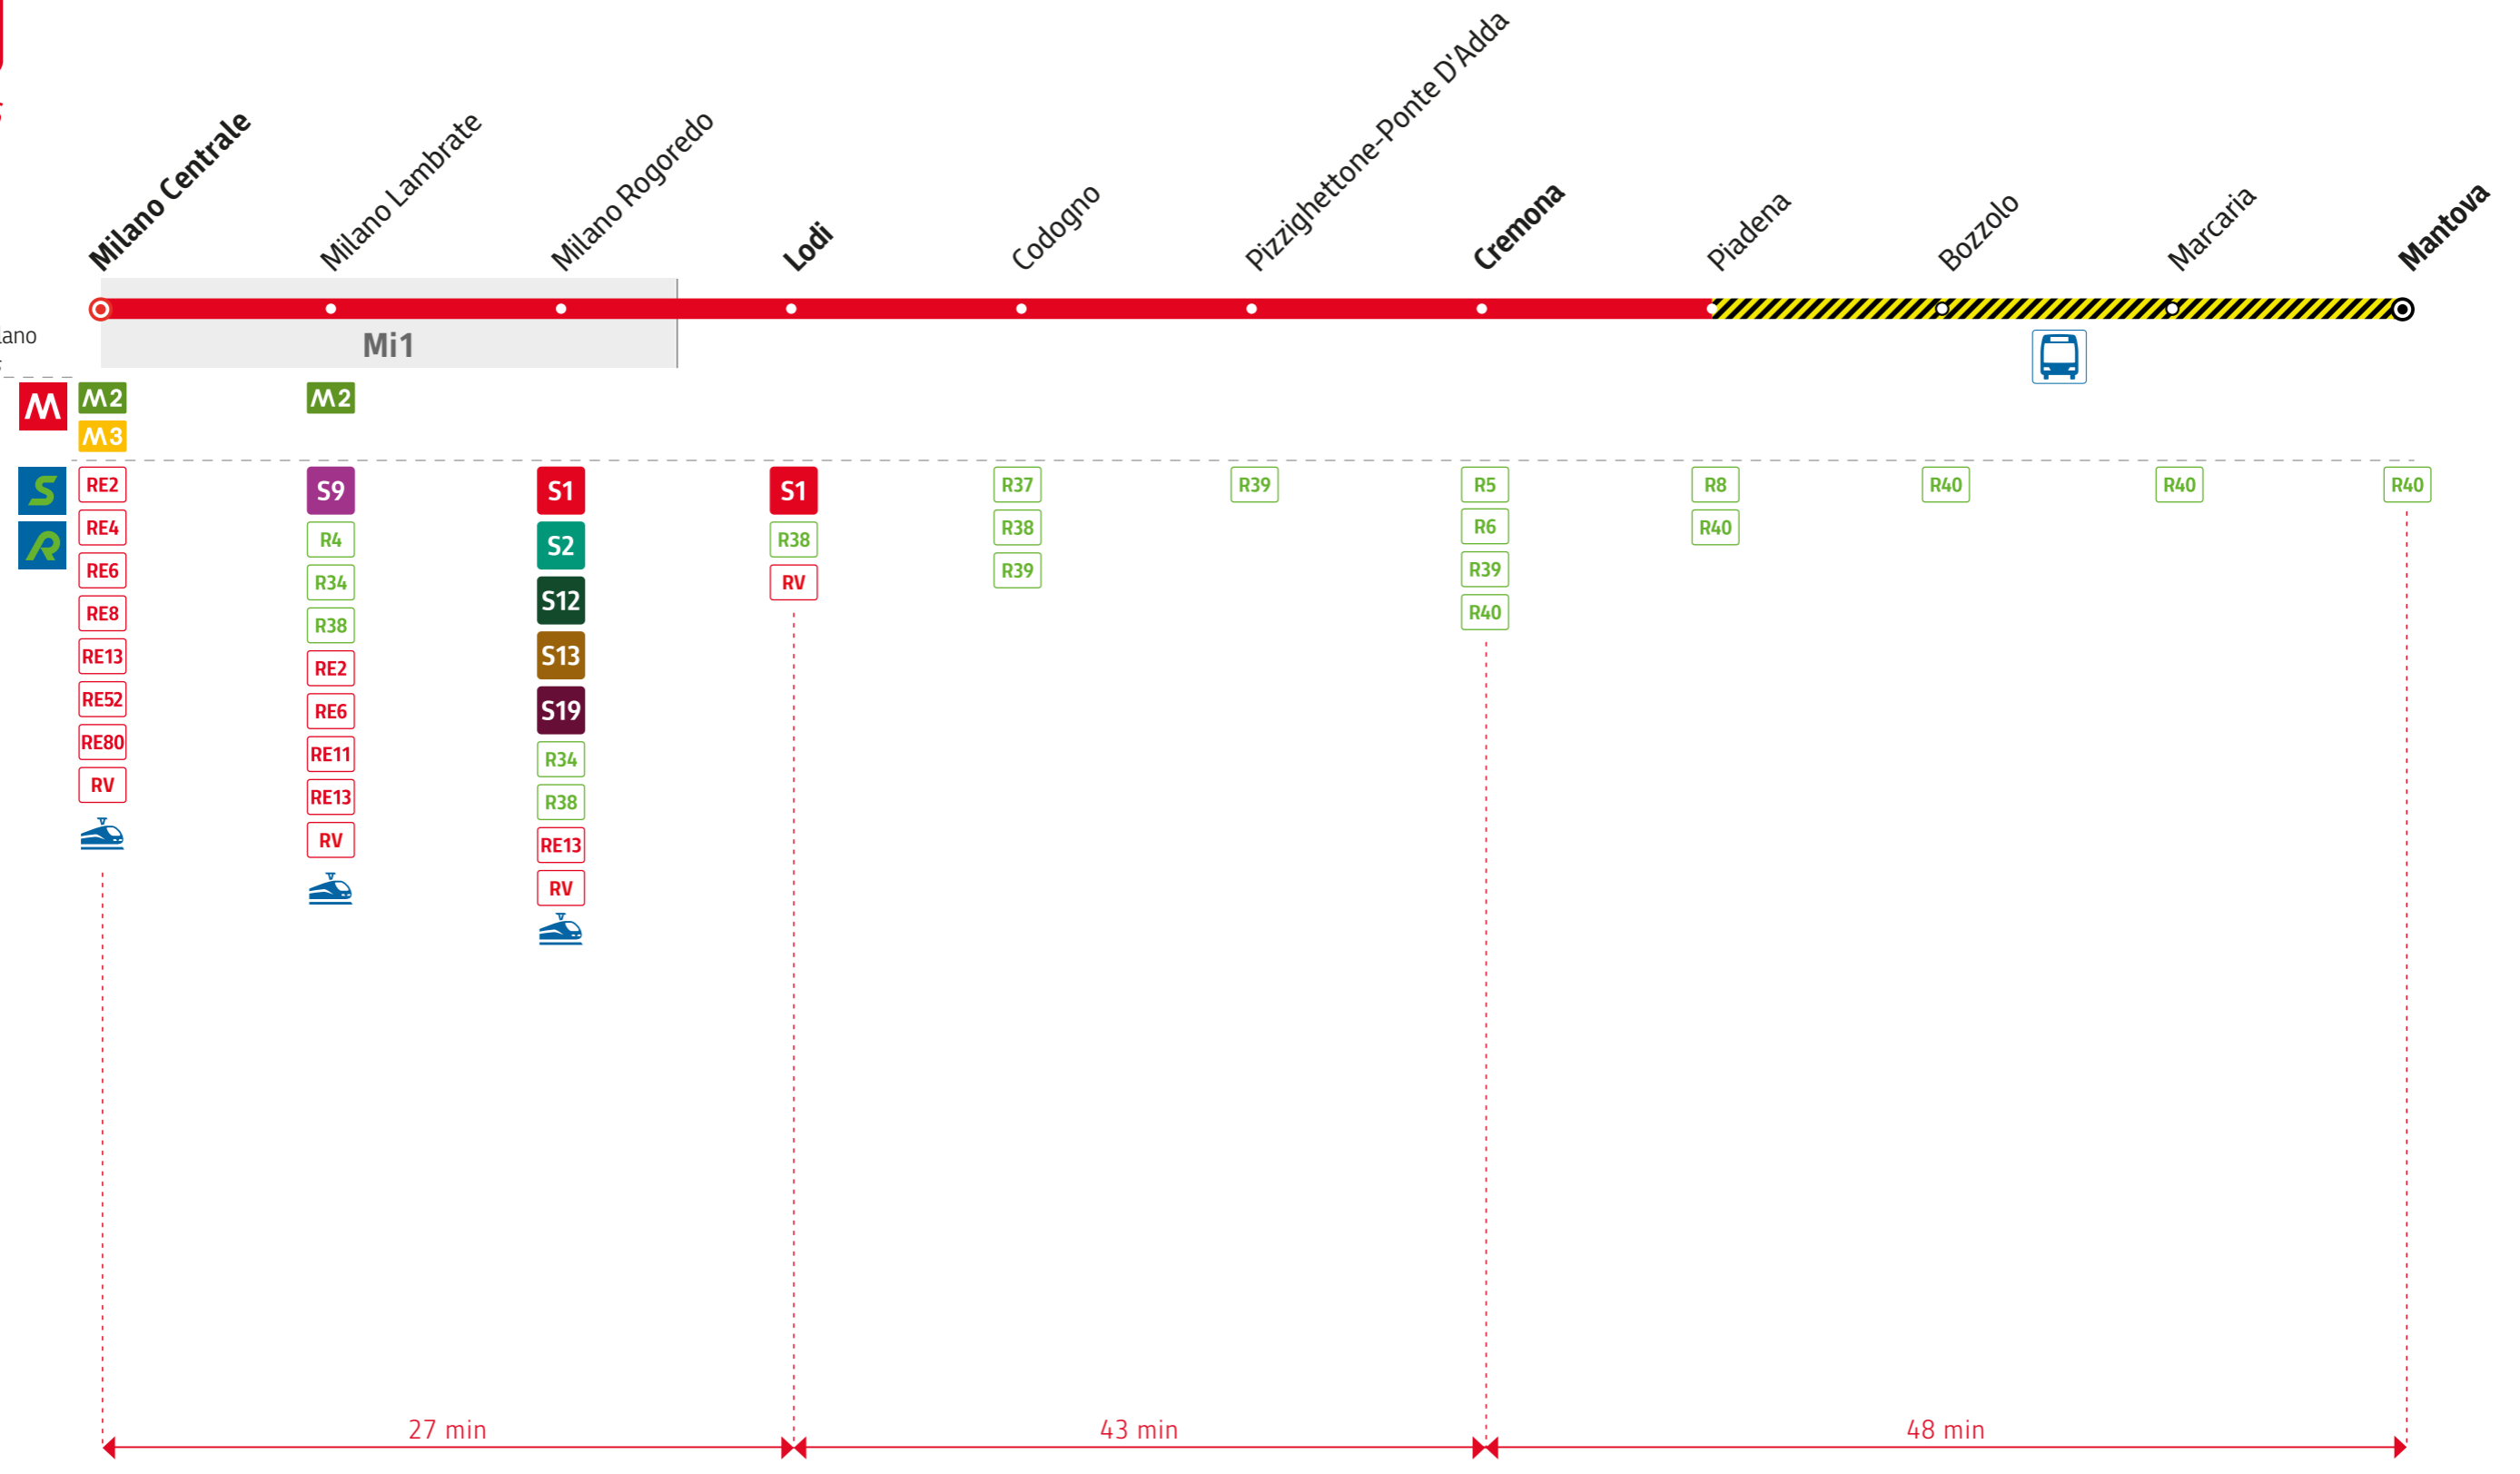 Milano Centrale
Milano Lambrate
Milano Rogoredo
Lodi
Codogno
Pizzighettone-Ponte D'Adda
Cremona
Piadena
Bozzolo
Marcaria
Mantova
Mi1
M
M2
M3
M2
S
R
RE2
RE4
RE6
RE8
RE13
RE52
RE80
RV
S9
R4
R34
R38
RE2
RE6
RE11
RE13
RV
S1
S2
S12
S13
S19
R34
R38
RE13
RV
S1
R38
RV
R37
R38
R39
R39
R5
R6
R39
R40
R8
R40
R40
R40
R40
27 min
43 min
48 min